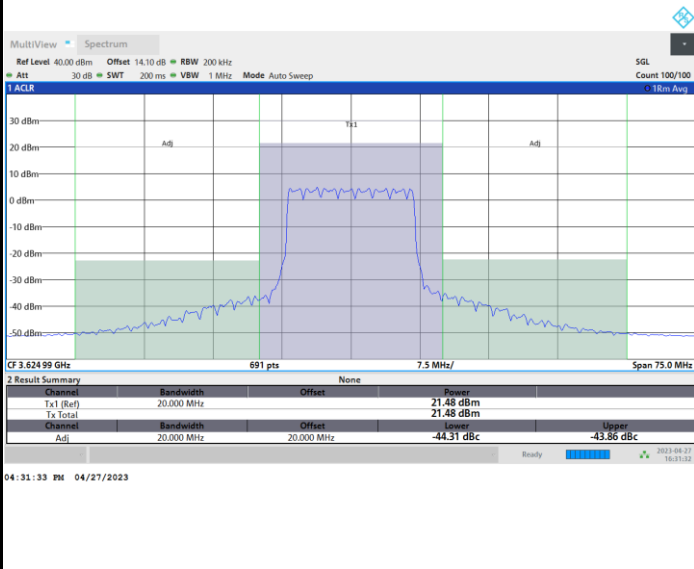 MultiView Spectrum
Ref Level 40.00 dBm Offset 14.10 dB RBW 200 kHz SGL
Att 30 dB SWT 200 ms VBW 1 MHz Mode Auto Sweep Count 100/100
1 ACLR 1Rm Avg
30 dBm
Tx1
20 dBm
Adj Adj
10 dBm
0 dBm
-10 dBm
-20 dBm
-30 dBm
-40 dBm
-50 dBm
CF 3.624 99 GHz 691 pts 7.5 MHz/ Span 75.0 MHz
2 Result Summary None
Channel Bandwidth Offset Power
Tx1 (Ref) 20.000 MHz 21.48 dBm
Tx Total 21.48 dBm
Channel Bandwidth Offset Lower Upper
Adj 20.000 MHz 20.000 MHz -44.31 dBc -43.86 dBc
Ready 2023-04-27
16:31:32
04:31:33 PM 04/27/2023